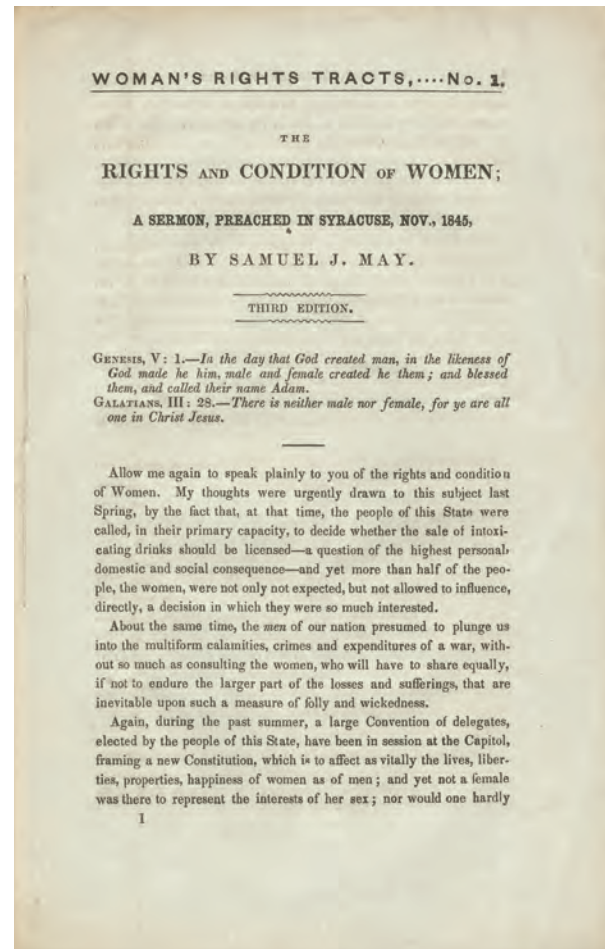 WOMAN'S RIGHTS TRACTS,····No. 1.
THE
RIGHTS AND CONDITION OF WOMEN;
A SERMON, PREACHED IN SYRACUSE, NOV., 1845,
BY SAMUEL J. MAY.
THIRD EDITION.
GENESIS, V: 1.—In the day that God created man, in the likeness of
God made he him, male and female created he them; and blessed
them, and called their name Adam.
GALATIANS, III: 28.—There is neither male nor female, for ye are all
one in Christ Jesus.
Allow me again to speak plainly to you of the rights and condition
of Women. My thoughts were urgently drawn to this subject last
Spring, by the fact that, at that time, the people of this State were
called, in their primary capacity, to decide whether the sale of intoxi-
cating drinks should be licensed—a question of the highest personal,
domestic and social consequence—and yet more than half of the peo-
ple, the women, were not only not expected, but not allowed to influence,
directly, a decision in which they were so much interested.
About the same time, the men of our nation presumed to plunge us
into the multiform calamities, crimes and expenditures of a war, with-
out so much as consulting the women, who will have to share equally,
if not to endure the larger part of the losses and sufferings, that are
inevitable upon such a measure of folly and wickedness.
Again, during the past summer, a large Convention of delegates,
elected by the people of this State, have been in session at the Capitol,
framing a new Constitution, which is to affect as vitally the lives, liber-
ties, properties, happiness of women as of men; and yet not a female
was there to represent the interests of her sex; nor would one hardly
1